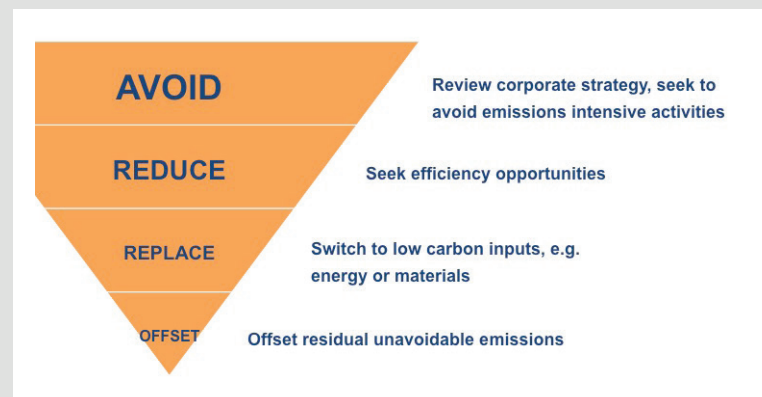 AVOID
Review corporate strategy, seek to
avoid emissions intensive activities
REDUCE
Seek efficiency opportunities
REPLACE
Switch to low carbon inputs, e.g.
energy or materials
OFFSET
Offset residual unavoidable emissions